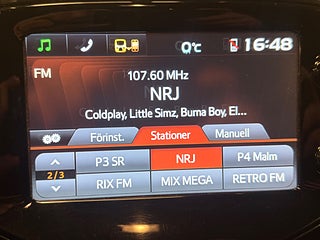 0°C 16:48
FM
107.60 MHz
NRJ
Coldplay, Little Simz, Burna Boy, El...
Förinst. Stationer Manuell
P3 SR NRJ P4 Malm
2/3
RIX FM MIX MEGA RETRO FM